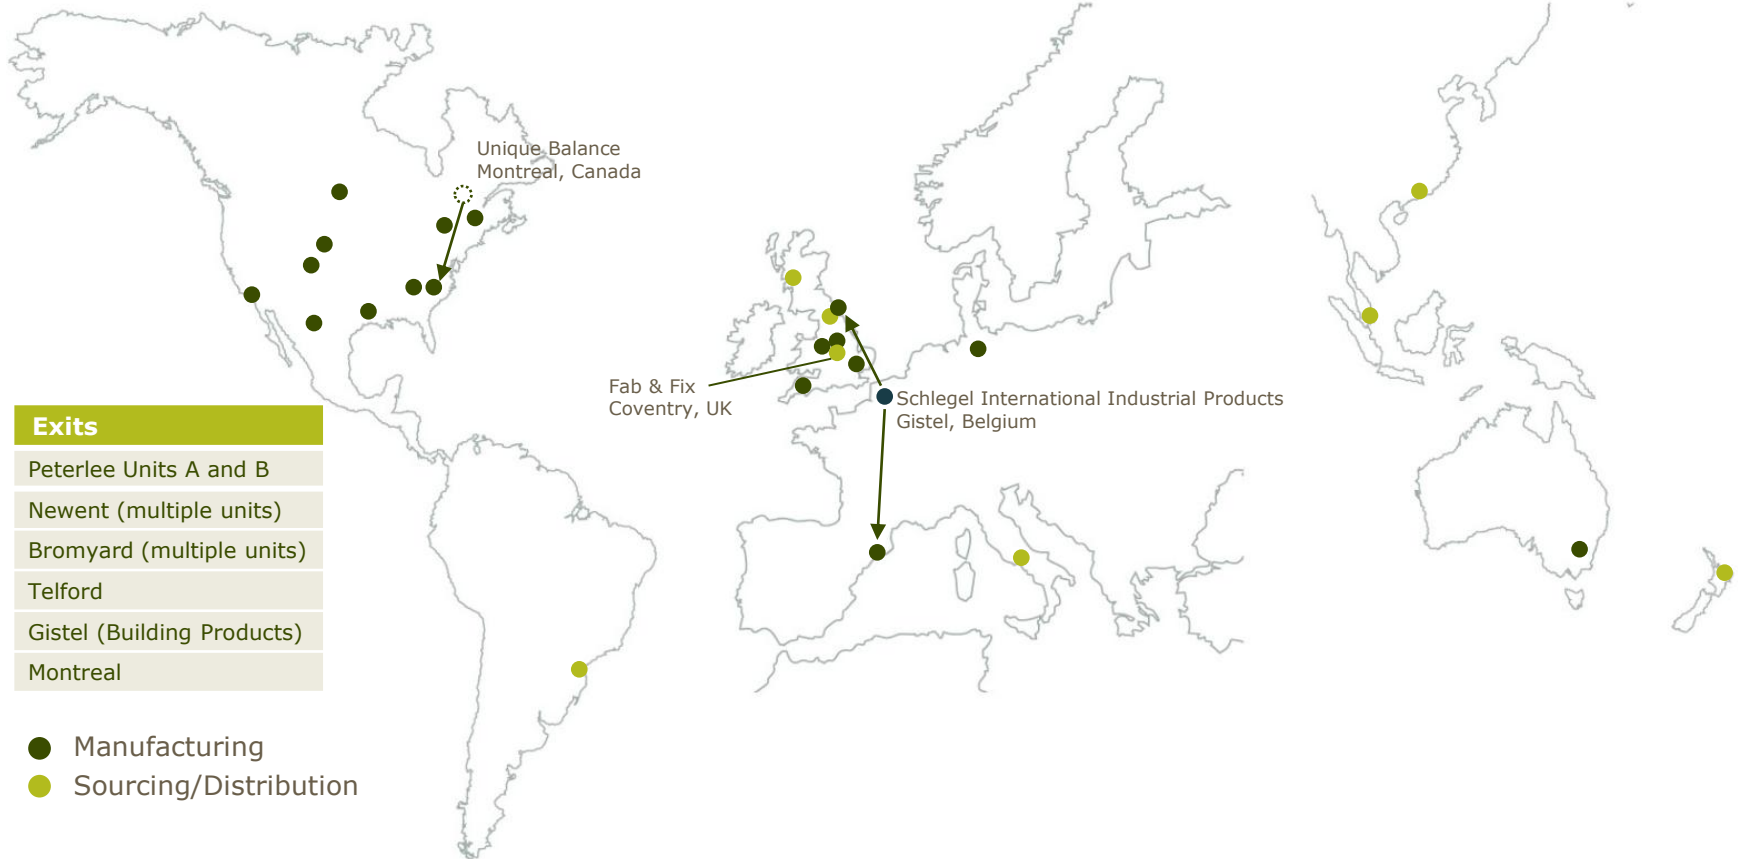 Unique Balance
Montreal, Canada
Fab & Fix
Coventry, UK
Schlegel International Industrial Products
Gistel, Belgium
Exits
Peterlee Units A and B
Newent (multiple units)
Bromyard (multiple units)
Telford
Gistel (Building Products)
Montreal
Manufacturing
Sourcing/Distribution